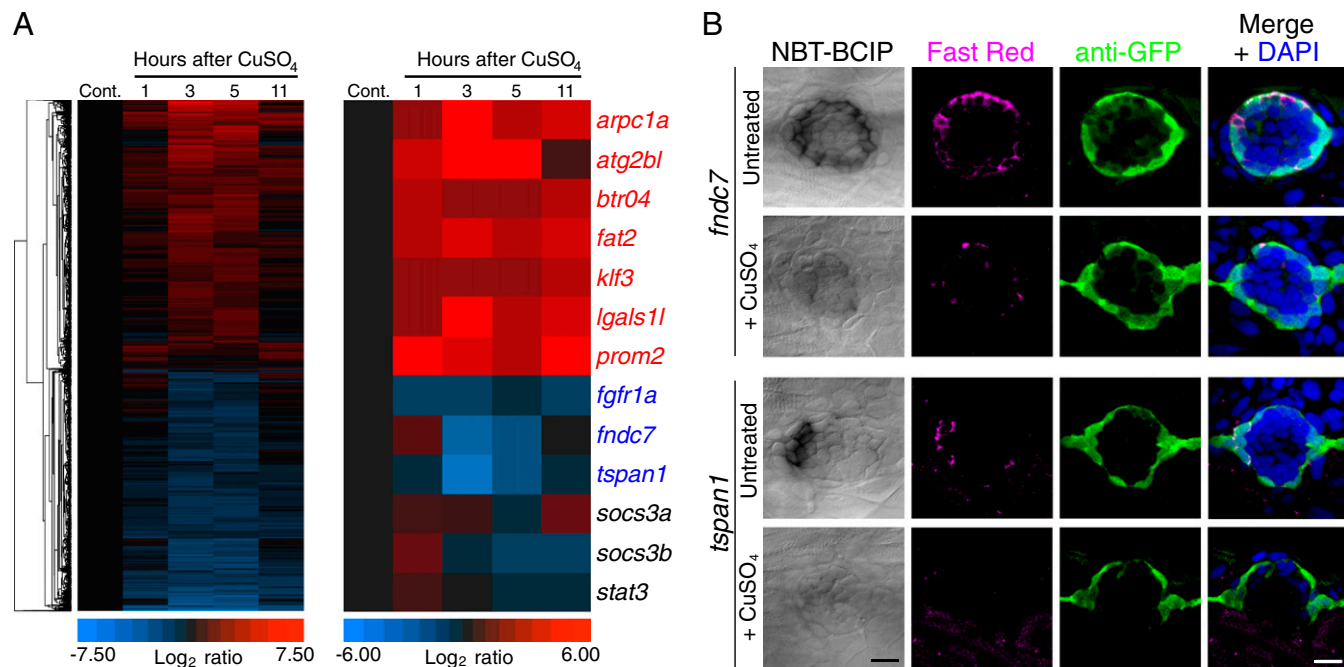 A
Hours after CuSO4
Cont. 1 3 5 11
-7.50 Log2 ratio 7.50
Hours after CuSO4
Cont. 1 3 5 11
arpc1a
atg2bl
btr04
fat2
klf3
lgals1l
prom2
fgfr1a
fndc7
tspan1
socs3a
socs3b
stat3
-6.00 Log2 ratio 6.00
B
NBT-BCIP Fast Red anti-GFP Merge + DAPI
fndc7
Untreated
+ CuSO4
tspan1
Untreated
+ CuSO4